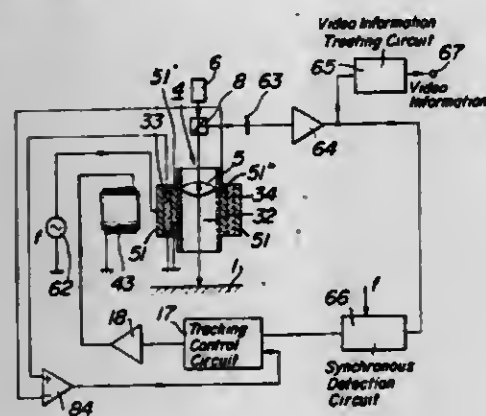 Video Information
Treating Circuit
67
65
Video
Information
6
51'
4
8
63
64
33
5
51"
34
32
51
51
f
62
43
1
18
17
Tracking
Control
Circuit
f
66
Synchronous
Detection
Circuit
84